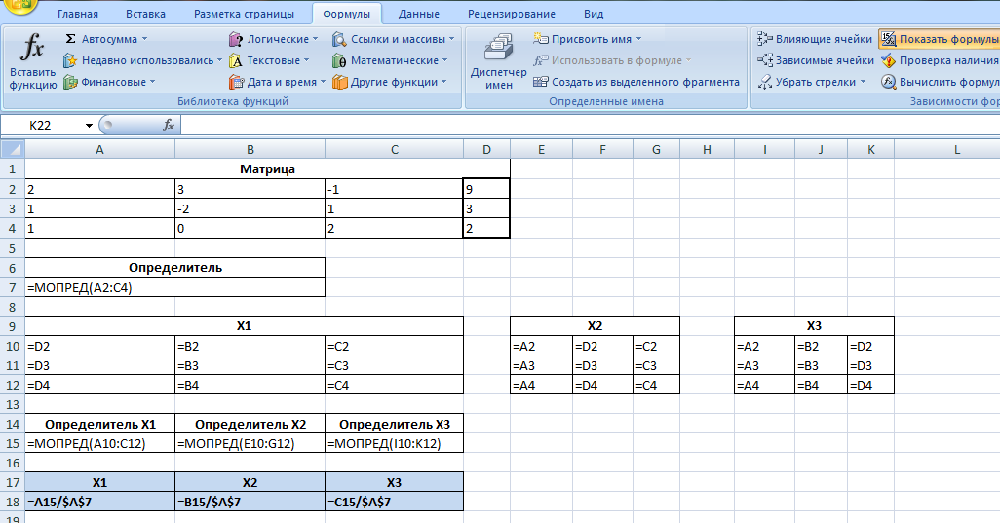 Главная Вставка Разметка страницы Формулы Данные Рецензирование Вид
fx Вставить функцию
Σ Автосумма
Недавно использовались
Финансовые
Логические
Текстовые
Дата и время
Ссылки и массивы
Математические
Другие функции
Библиотека функций
Диспетчер имен
Присвоить имя
Использовать в формуле
Создать из выделенного фрагмента
Определенные имена
Влияющие ячейки
Зависимые ячейки
Убрать стрелки
Показать формулы
Проверка наличия
Вычислить формул
Зависимости фор
K22 fx
A B C D E F G H I J K L
1 Матрица
2 2 3 -1 9
3 1 -2 1 3
4 1 0 2 2
5
6 Определитель
7 =МОПРЕД(A2:C4)
8
9 X1 X2 X3
10 =D2 =B2 =C2 =A2 =D2 =C2 =A2 =B2 =D2
11 =D3 =B3 =C3 =A3 =D3 =C3 =A3 =B3 =D3
12 =D4 =B4 =C4 =A4 =D4 =C4 =A4 =B4 =D4
13
14 Определитель X1 Определитель X2 Определитель X3
15 =МОПРЕД(A10:C12) =МОПРЕД(E10:G12) =МОПРЕД(I10:K12)
16
17 X1 X2 X3
18 =A15/$A$7 =B15/$A$7 =C15/$A$7
19